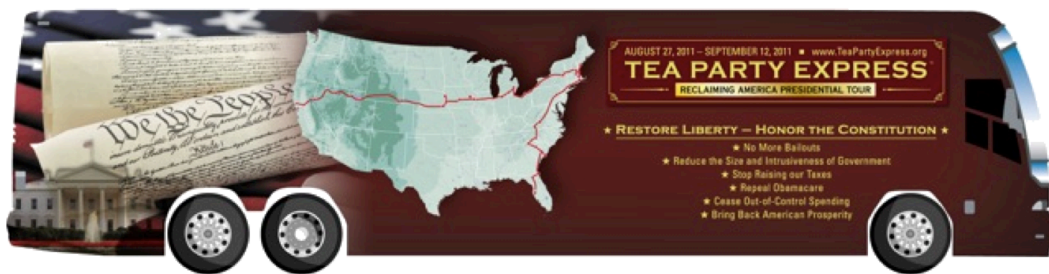 We the People
AUGUST 27, 2011 – SEPTEMBER 12, 2011 ■ www.TeaPartyExpress.org
TEA PARTY EXPRESS™
RECLAIMING AMERICA PRESIDENTIAL TOUR
★ RESTORE LIBERTY – HONOR THE CONSTITUTION ★
★ No More Bailouts
★ Reduce the Size and Intrusiveness of Government
★ Stop Raising our Taxes
★ Repeal Obamacare
★ Cease Out-of-Control Spending
★ Bring Back American Prosperity